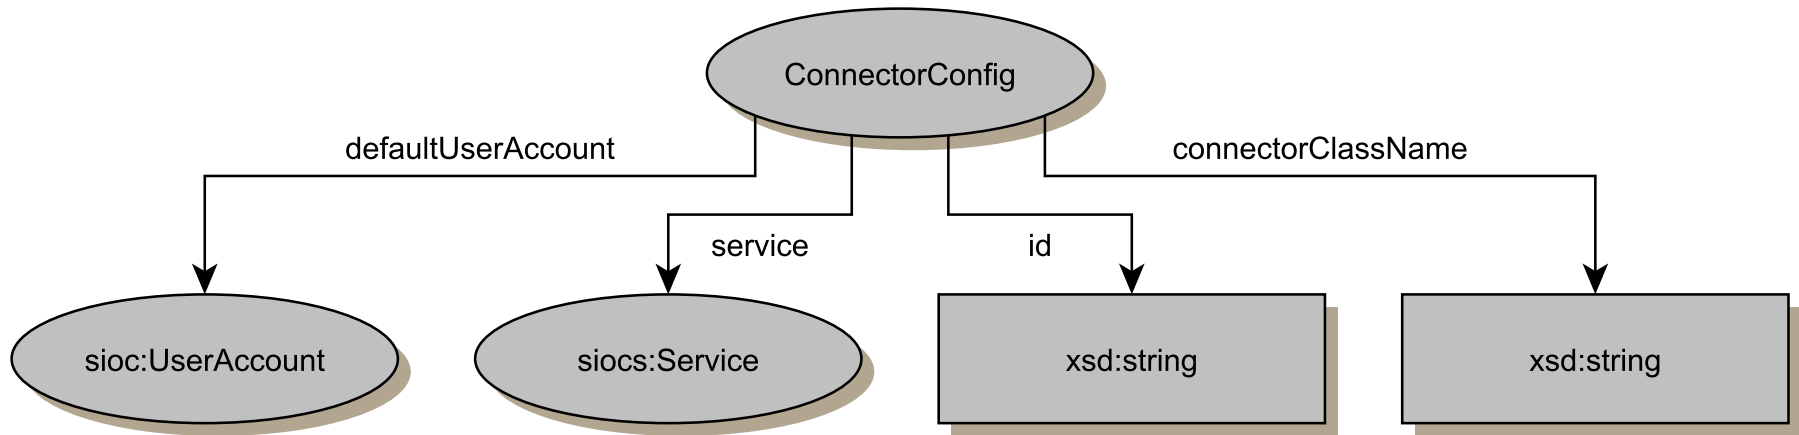 ConnectorConfig
defaultUserAccount
connectorClassName
service
id
sioc:UserAccount
siocs:Service
xsd:string
xsd:string